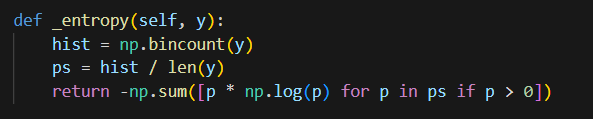 def _entropy(self, y):
    hist = np.bincount(y)
    ps = hist / len(y)
    return -np.sum([p * np.log(p) for p in ps if p > 0])